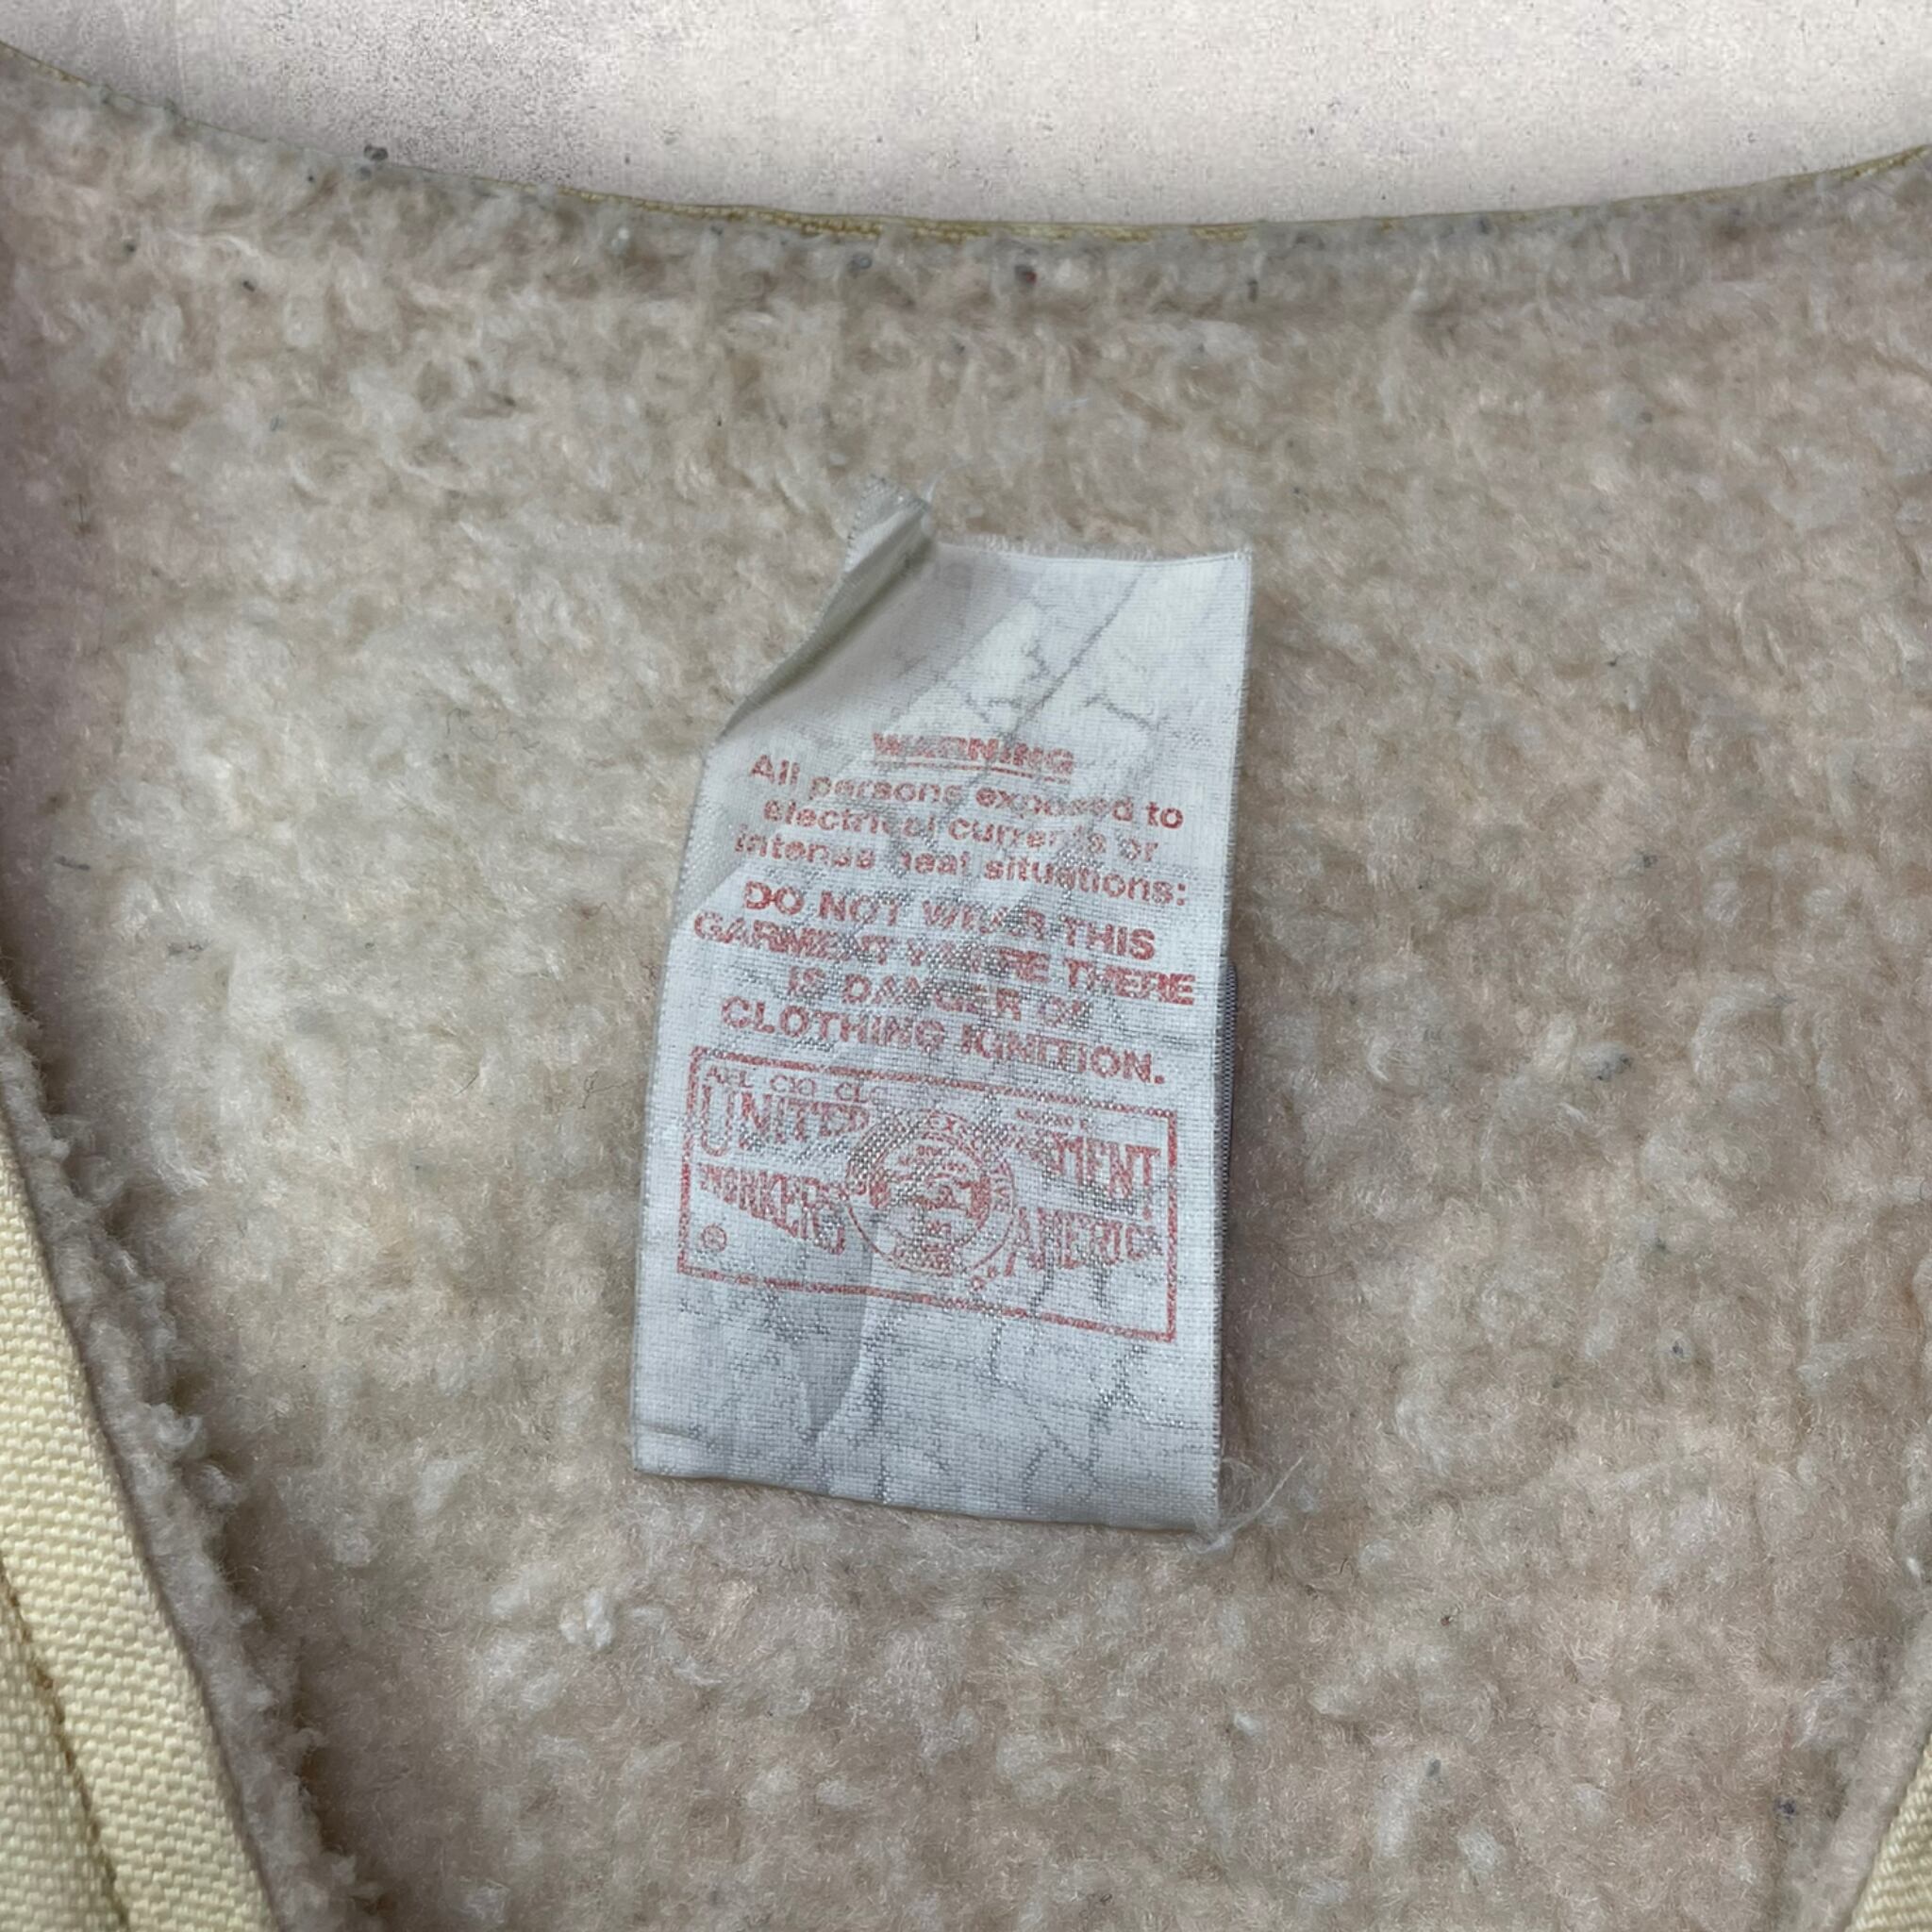 WARNING
All persons exposed to
electrical currents or
intense heat situations:
DO NOT WEAR THIS
GARMENT WHERE THERE
IS DANGER OF
CLOTHING IGNITION.
AFL CIO CLC
UNITED GARMENT
WORKERS OF AMERICA